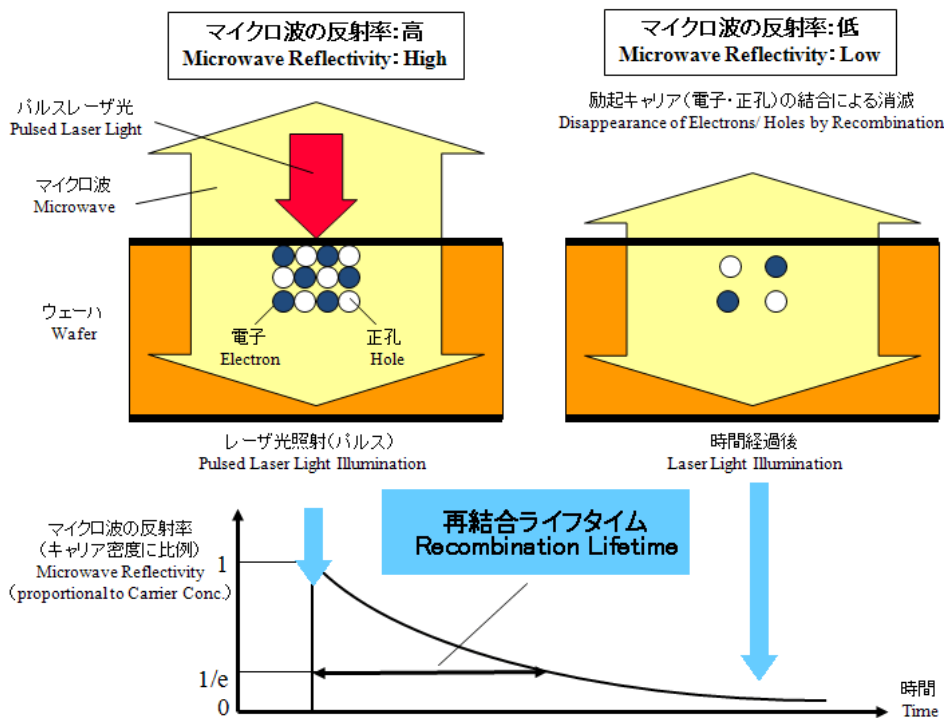 マイクロ波の反射率:高
Microwave Reflectivity: High
マイクロ波の反射率:低
Microwave Reflectivity: Low
パルスレーザ光
Pulsed Laser Light
励起キャリア(電子・正孔)の結合による消滅
Disappearance of Electrons/ Holes by Recombination
マイクロ波
Microwave
ウェーハ
Wafer
電子
Electron
正孔
Hole
レーザ光照射(パルス)
Pulsed Laser Light Illumination
時間経過後
Laser Light Illumination
マイクロ波の反射率
(キャリア密度に比例)
Microwave Reflectivity
(proportional to Carrier Conc.)
再結合ライフタイム
Recombination Lifetime
1
1/e
0
時間
Time